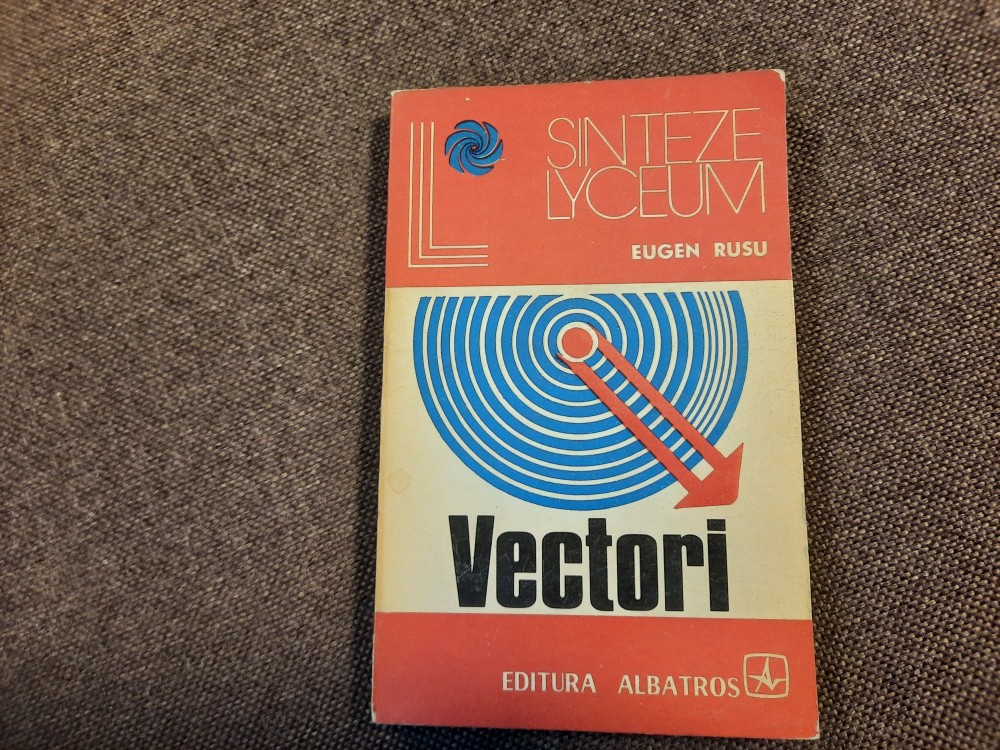 SINTEZE
LYCEUM
EUGEN RUSU
Vectori
EDITURA ALBATROS